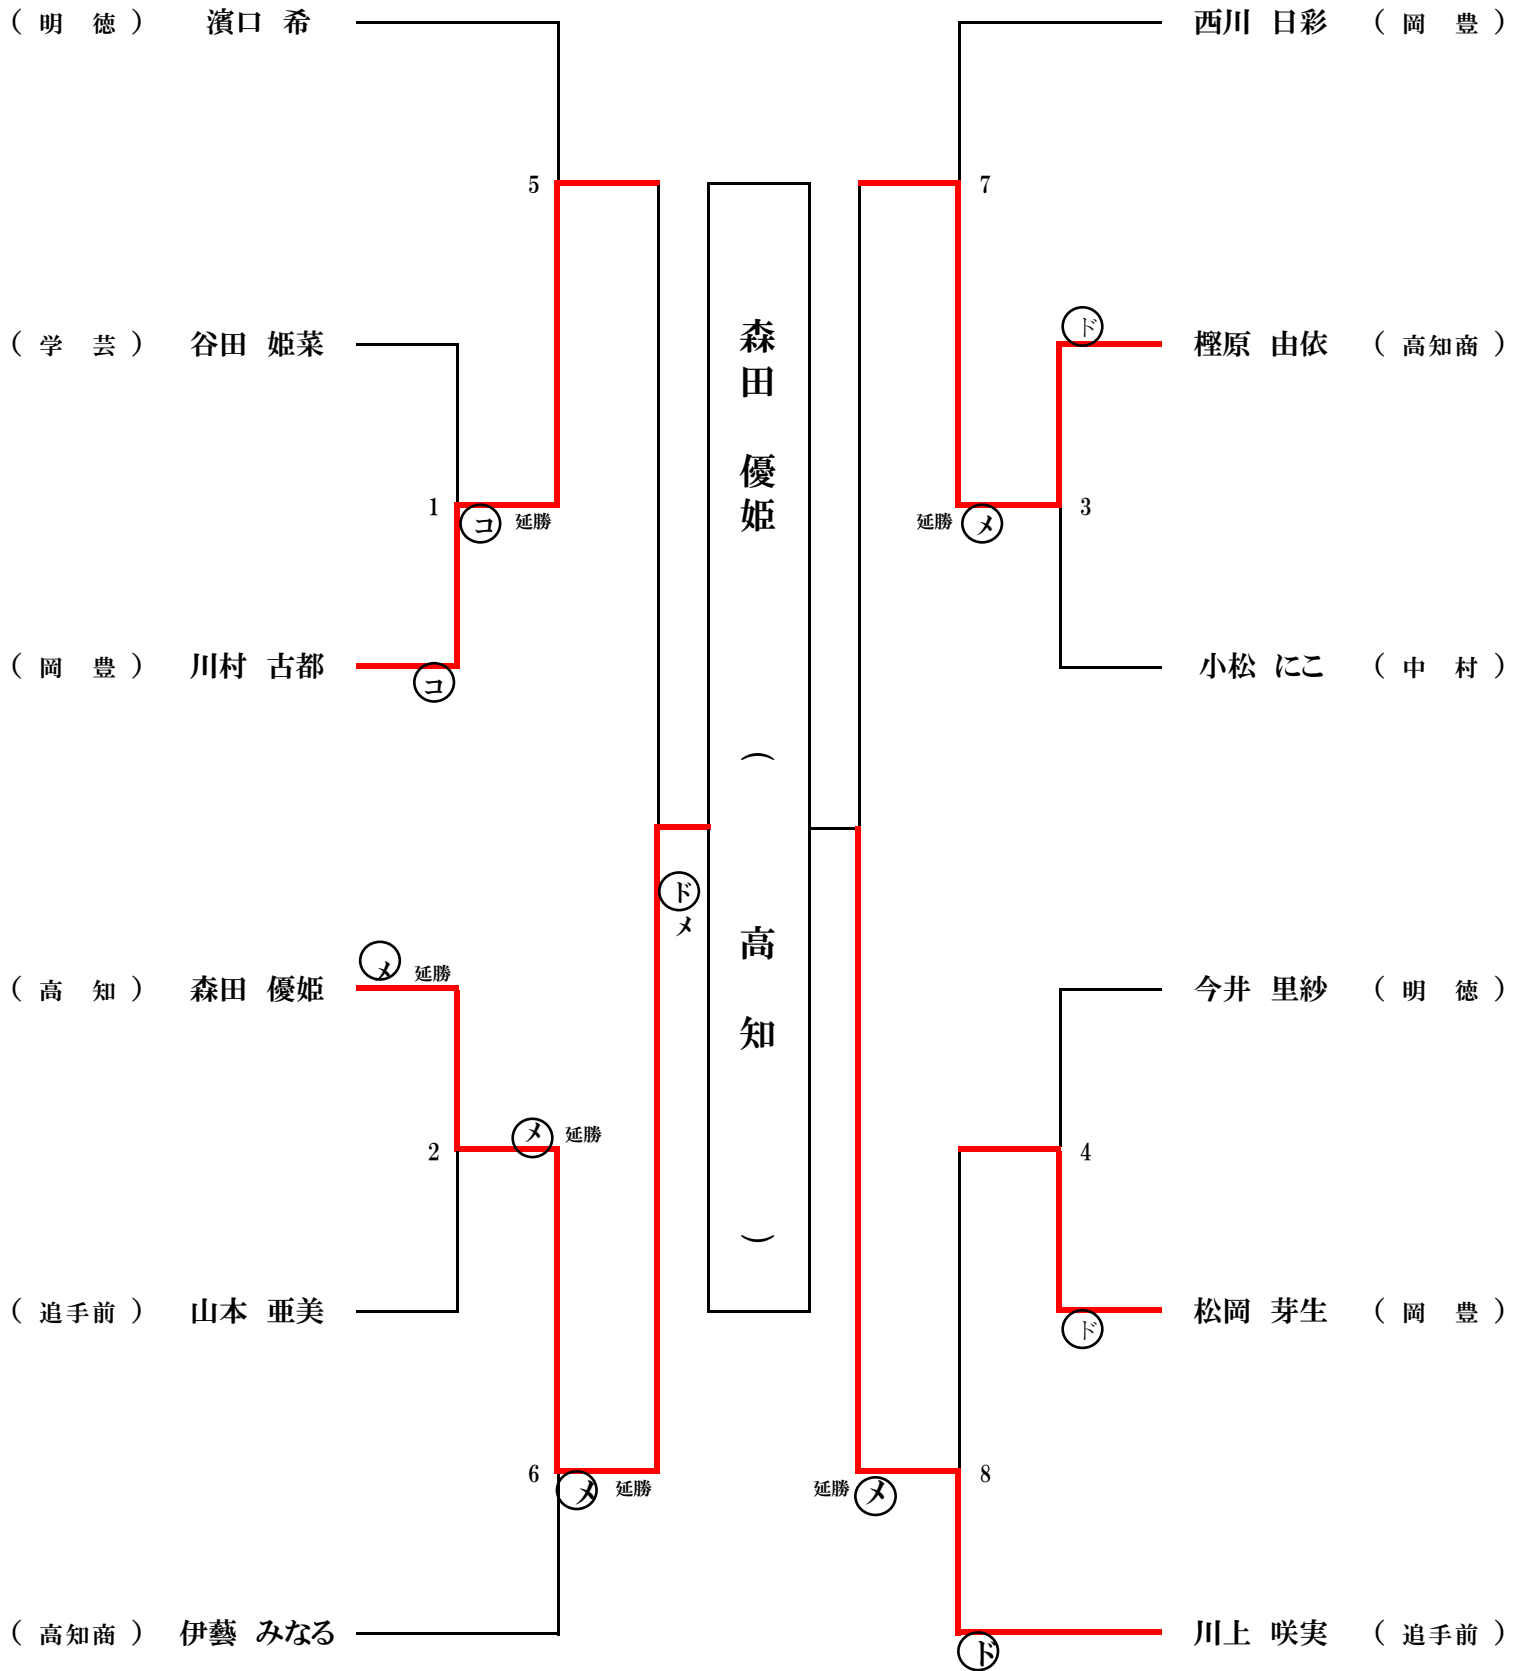 （ 明　徳 ） 濱口 希
（ 学　芸 ） 谷田 姫菜
（ 岡　豊 ） 川村 古都
（ 高　知 ） 森田 優姫
（ 追手前 ） 山本 亜美
（ 高知商 ） 伊藝 みなる
5
1
コ 延勝
コ
メ 延勝
2
メ 延勝
6
メ 延勝
ド
メ
森田 優姫 （ 高 知 ）
7
ド
延勝 メ
3
4
ド
延勝 メ
8
ド
西川 日彩 （ 岡　豊 ）
樫原 由依 （ 高知商 ）
小松 にこ （ 中　村 ）
今井 里紗 （ 明　徳 ）
松岡 芽生 （ 岡　豊 ）
川上 咲実 （ 追手前 ）